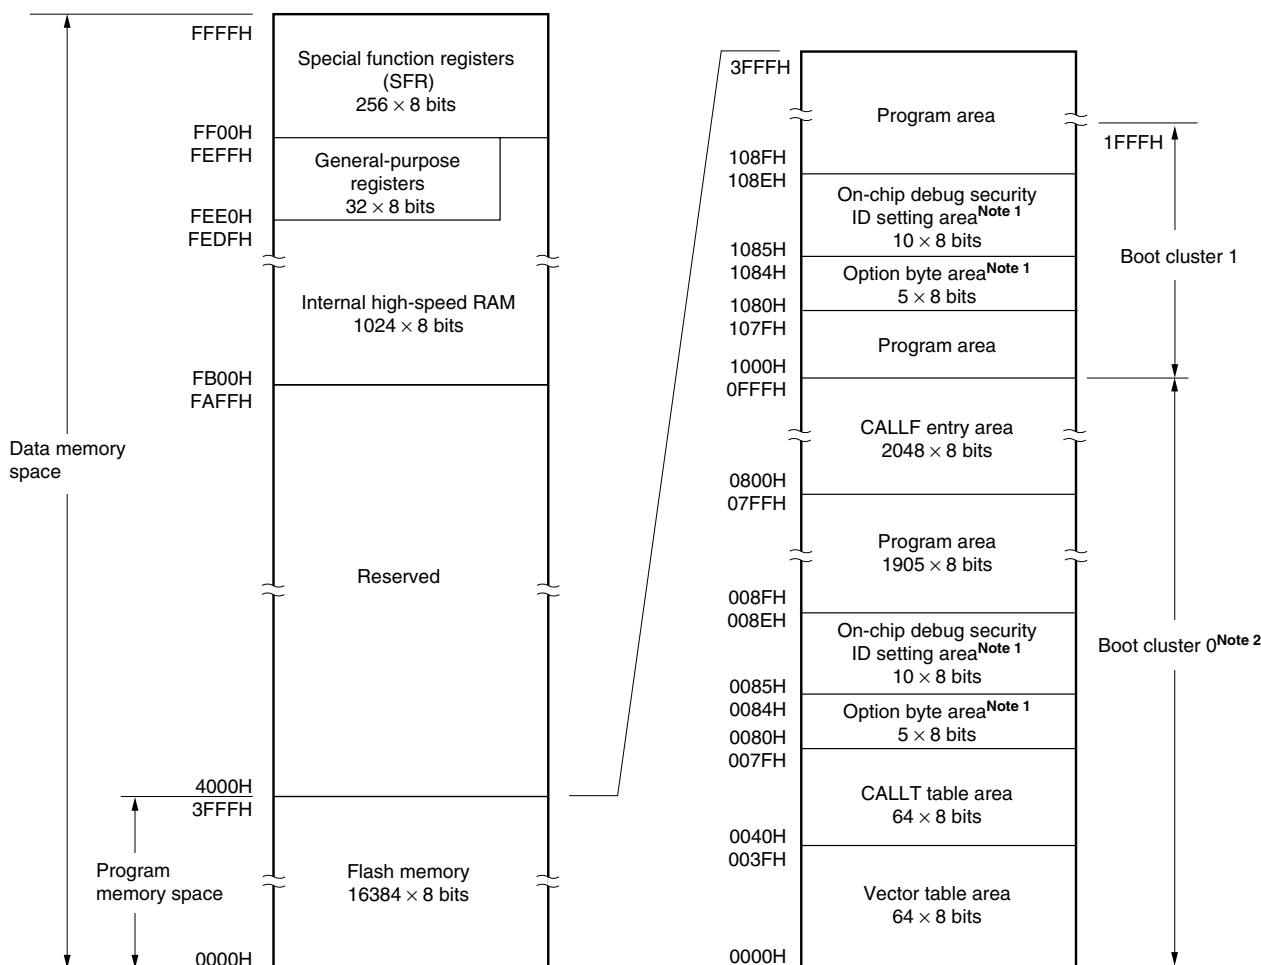 FFFFH
Special function registers
(SFR)
256 × 8 bits
FF00H
FEFFH
General-purpose
registers
32 × 8 bits
FEE0H
FEDFH
Internal high-speed RAM
1024 × 8 bits
FB00H
FAFFH
Data memory
space
Reserved
4000H
3FFFH
Program
memory space
Flash memory
16384 × 8 bits
0000H
3FFFH
Program area
1FFFH
108FH
108EH
On-chip debug security
ID setting areaNote 1
10 × 8 bits
1085H
Boot cluster 1
1084H
Option byte areaNote 1
5 × 8 bits
1080H
107FH
Program area
1000H
0FFFH
CALLF entry area
2048 × 8 bits
0800H
07FFH
Program area
1905 × 8 bits
008FH
008EH
On-chip debug security
ID setting areaNote 1
10 × 8 bits
Boot cluster 0Note 2
0085H
0084H
Option byte areaNote 1
5 × 8 bits
0080H
007FH
CALLT table area
64 × 8 bits
0040H
003FH
Vector table area
64 × 8 bits
0000H